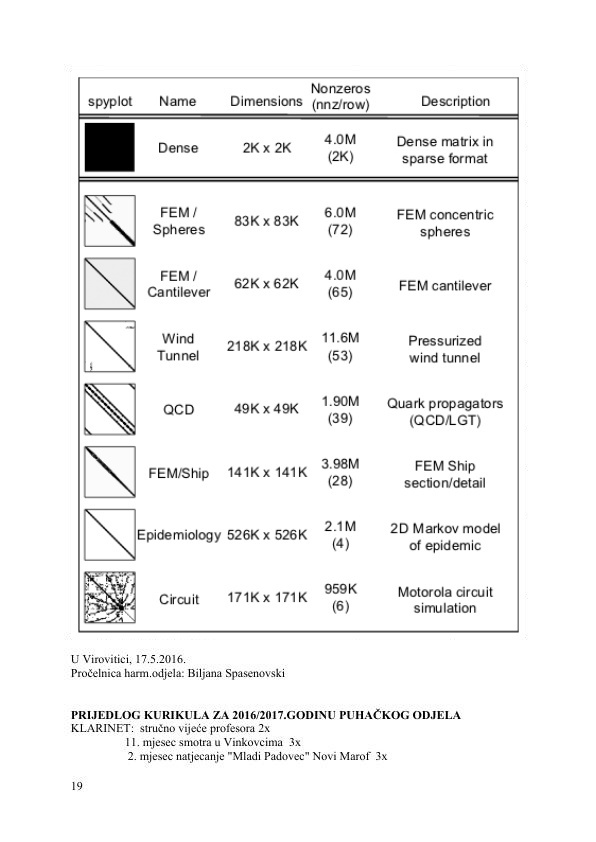 spyplot Name Dimensions Nonzeros (nnz/row) Description
Dense 2K x 2K 4.0M (2K) Dense matrix in sparse format
FEM / Spheres 83K x 83K 6.0M (72) FEM concentric spheres
FEM / Cantilever 62K x 62K 4.0M (65) FEM cantilever
Wind Tunnel 218K x 218K 11.6M (53) Pressurized wind tunnel
QCD 49K x 49K 1.90M (39) Quark propagators (QCD/LGT)
FEM/Ship 141K x 141K 3.98M (28) FEM Ship section/detail
Epidemiology 526K x 526K 2.1M (4) 2D Markov model of epidemic
Circuit 171K x 171K 959K (6) Motorola circuit simulation
U Virovitici, 17.5.2016.
Pročelnica harm.odjela: Biljana Spasenovski
PRIJEDLOG KURIKULA ZA 2016/2017.GODINU PUHAČKOG ODJELA
KLARINET: stručno vijeće profesora 2x
11. mjesec smotra u Vinkovcima 3x
2. mjesec natjecanje "Mladi Padovec" Novi Marof 3x
19